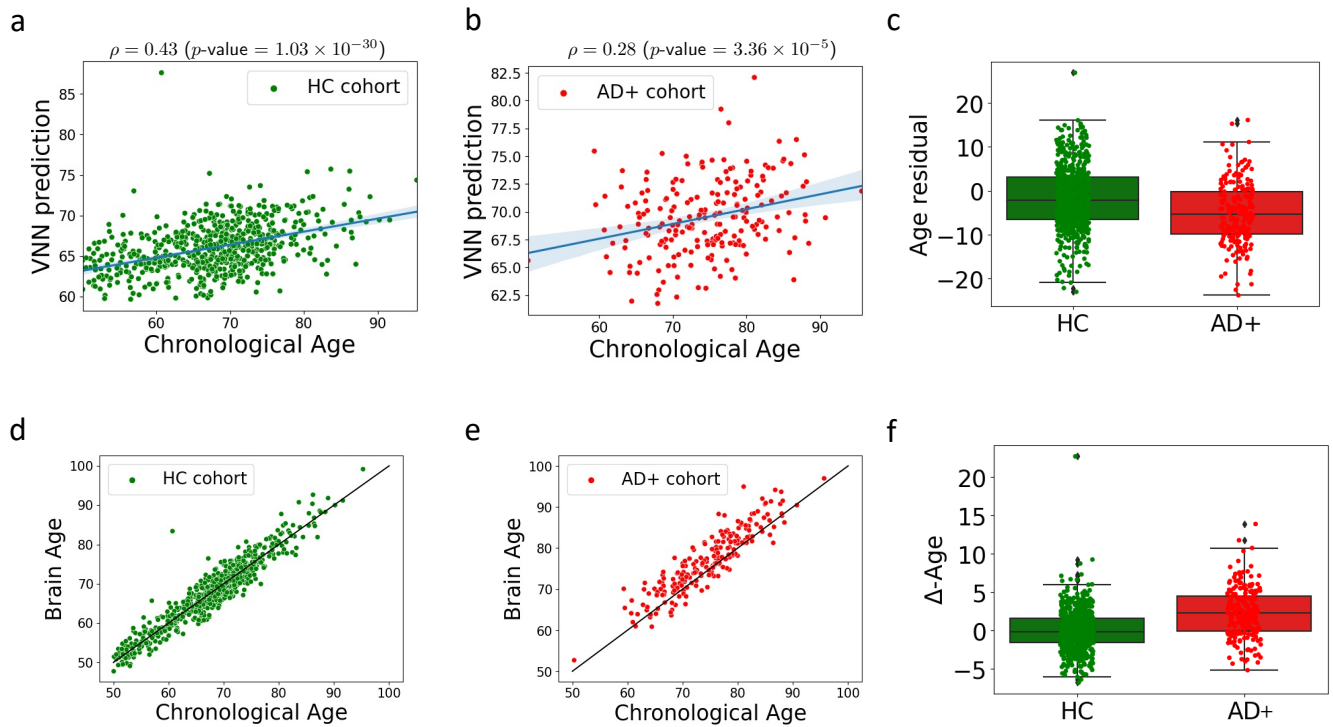 a
ρ = 0.43 (p-value = 1.03 × 10⁻³⁰)
HC cohort
VNN prediction
85
80
75
70
65
60
60
70
80
90
Chronological Age
b
ρ = 0.28 (p-value = 3.36 × 10⁻⁵)
AD+ cohort
VNN prediction
82.5
80.0
77.5
75.0
72.5
70.0
67.5
65.0
62.5
60
70
80
90
Chronological Age
c
Age residual
20
10
0
−10
−20
HC
AD+
d
HC cohort
Brain Age
100
90
80
70
60
50
50
60
70
80
90
100
Chronological Age
e
AD+ cohort
Brain Age
100
90
80
70
60
50
50
60
70
80
90
100
Chronological Age
f
Δ-Age
20
15
10
5
0
−5
HC
AD+